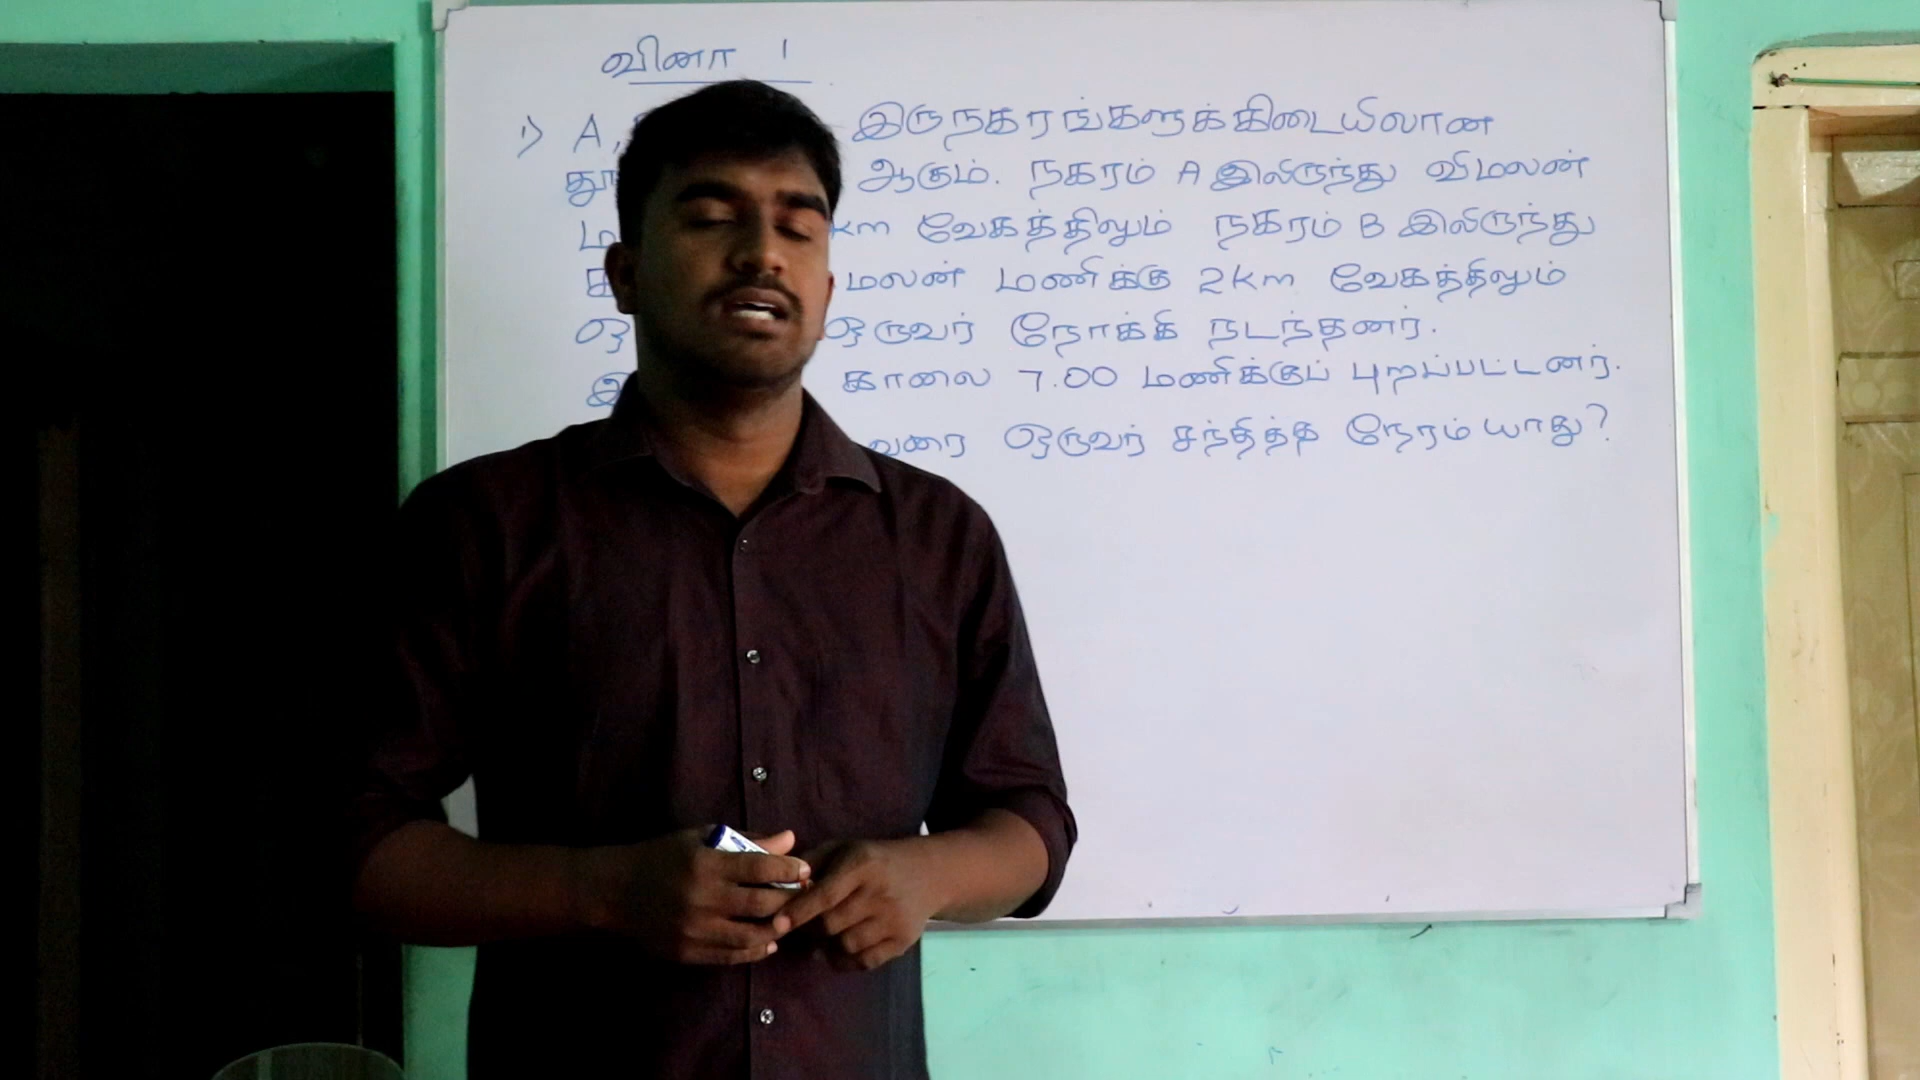 வினா 1
1) A, இருநகரங்களுக்கிடையிலான
ஆகும். நகரம் A இலிருந்து விமலன்
km வேகத்திலும் நகரம் B இலிருந்து
மலன் மணிக்கு 2km வேகத்திலும்
ஒருவர் நோக்கி நடந்தனர்.
காலை 7.00 மணிக்குப் புறப்பட்டனர்.
வரை ஒருவர் சந்தித்த நேரம் யாது?